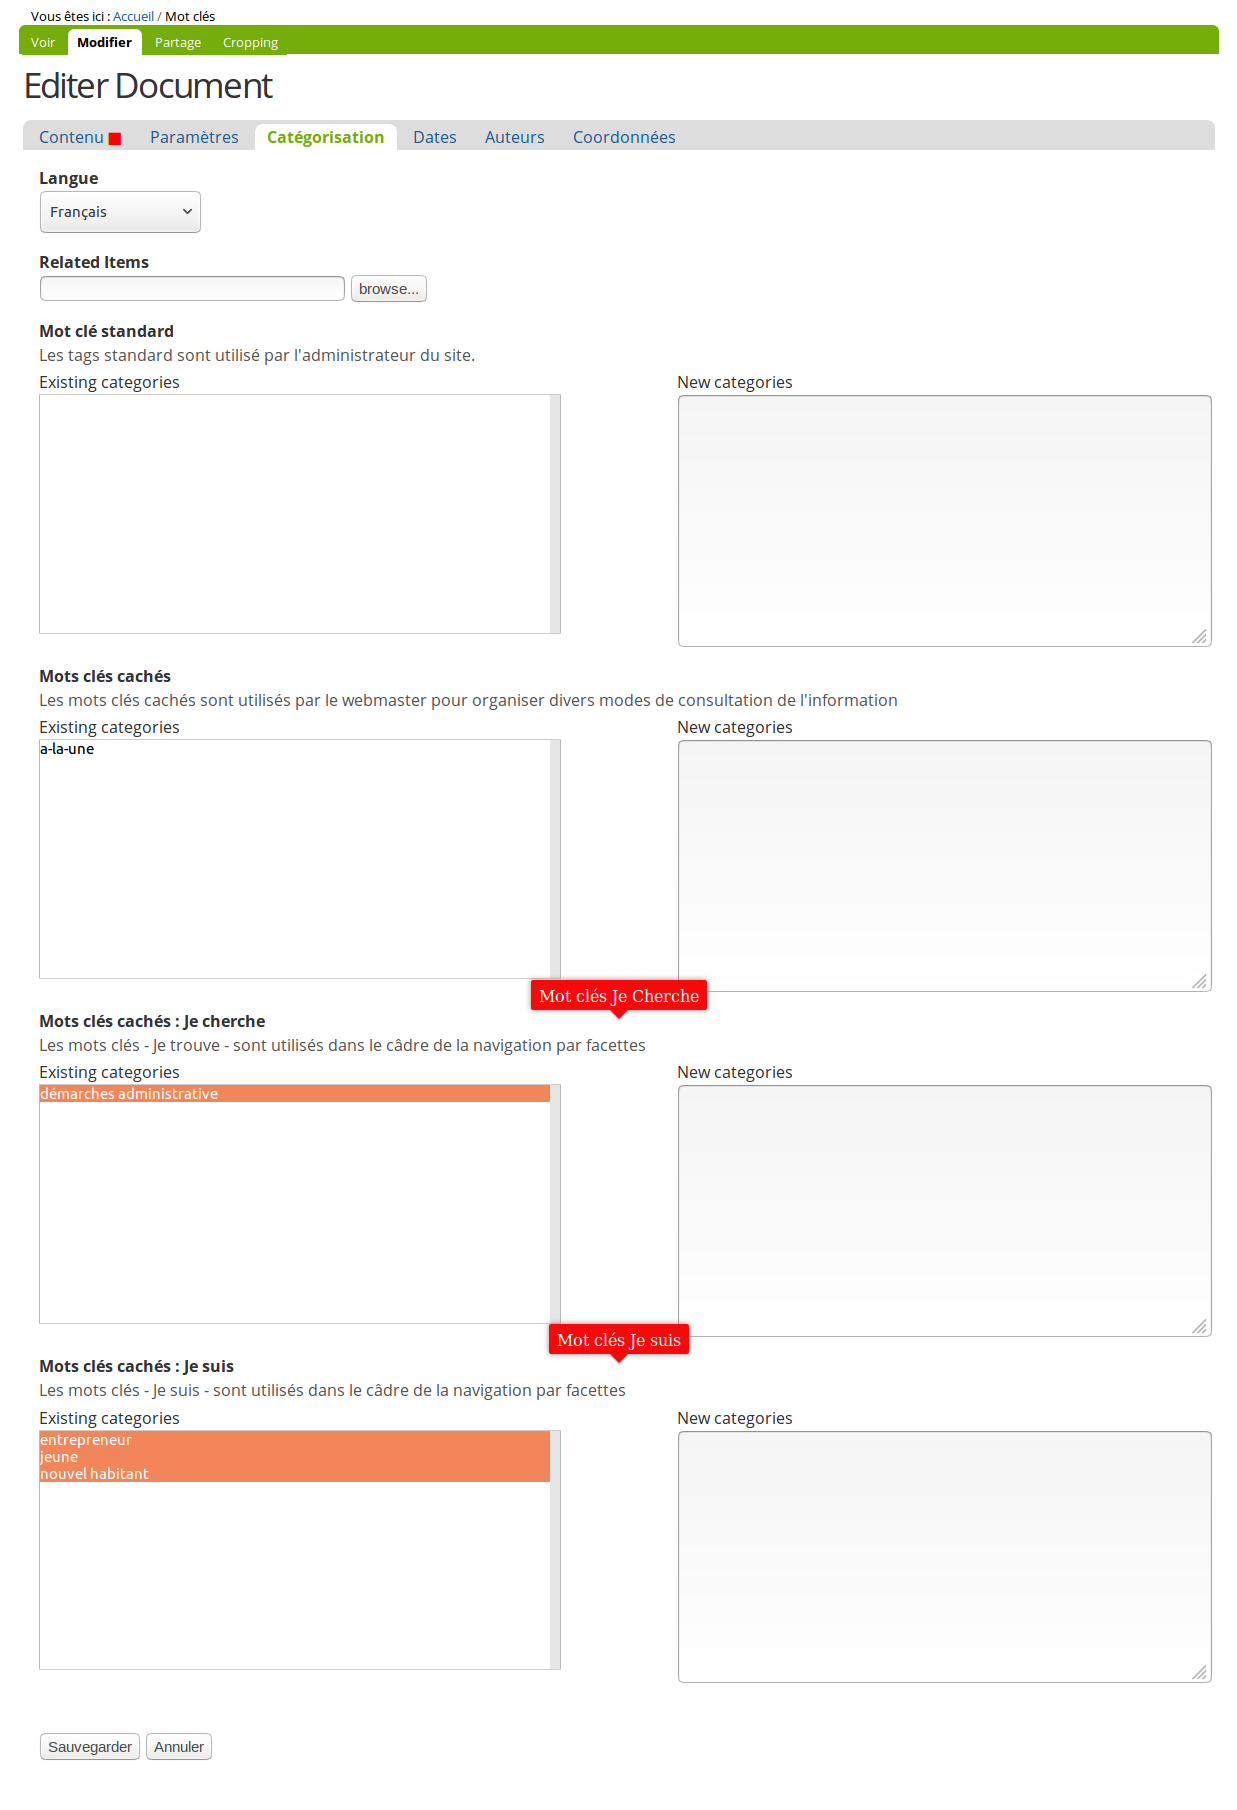 Vous êtes ici : Accueil / Mot clés
Voir Modifier Partage Cropping
Editer Document
Contenu Paramètres Catégorisation Dates Auteurs Coordonnées
Langue
Français
Related Items
browse...
Mot clé standard
Les tags standard sont utilisé par l'administrateur du site.
Existing categories New categories
Mots clés cachés
Les mots clés cachés sont utilisés par le webmaster pour organiser divers modes de consultation de l'information
Existing categories New categories
a-la-une
Mot clés Je Cherche
Mots clés cachés : Je cherche
Les mots clés - Je trouve - sont utilisés dans le câdre de la navigation par facettes
Existing categories New categories
démarches administrative
Mot clés Je suis
Mots clés cachés : Je suis
Les mots clés - Je suis - sont utilisés dans le câdre de la navigation par facettes
Existing categories New categories
entrepreneur
jeune
nouvel habitant
Sauvegarder Annuler